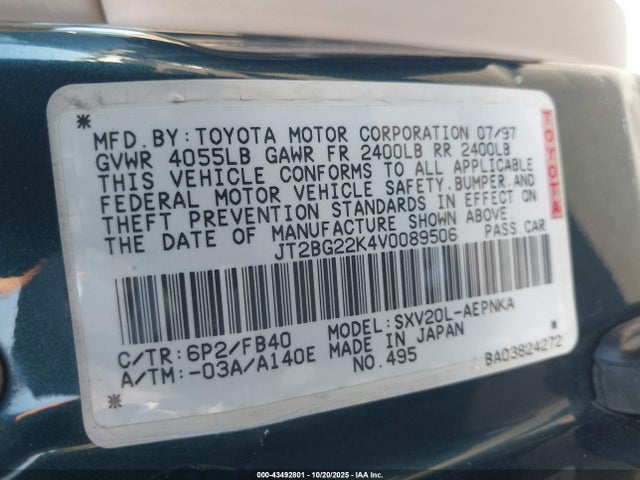 *
MFD.BY:TOYOTA MOTOR CORPORATION 07/97
GVWR 4055LB GAWR FR 2400LB RR 2400LB
THIS VEHICLE CONFORMS TO ALL APPLICABLE
FEDERAL MOTOR VEHICLE SAFETY,BUMPER,AND
THEFT PREVENTION STANDARDS IN EFFECT ON
THE DATE OF MANUFACTURE SHOWN ABOVE
JT2BG22K4V0089506 PASS.CAR
TOYOTA
C/TR:6P2/FB40 MODEL:SXV20L-AEPNKA
A/TM:-03A/A140E MADE IN JAPAN
NO.495 BA03824272
*
*
000-43492801 - 10/20/2025 - IAA Inc.